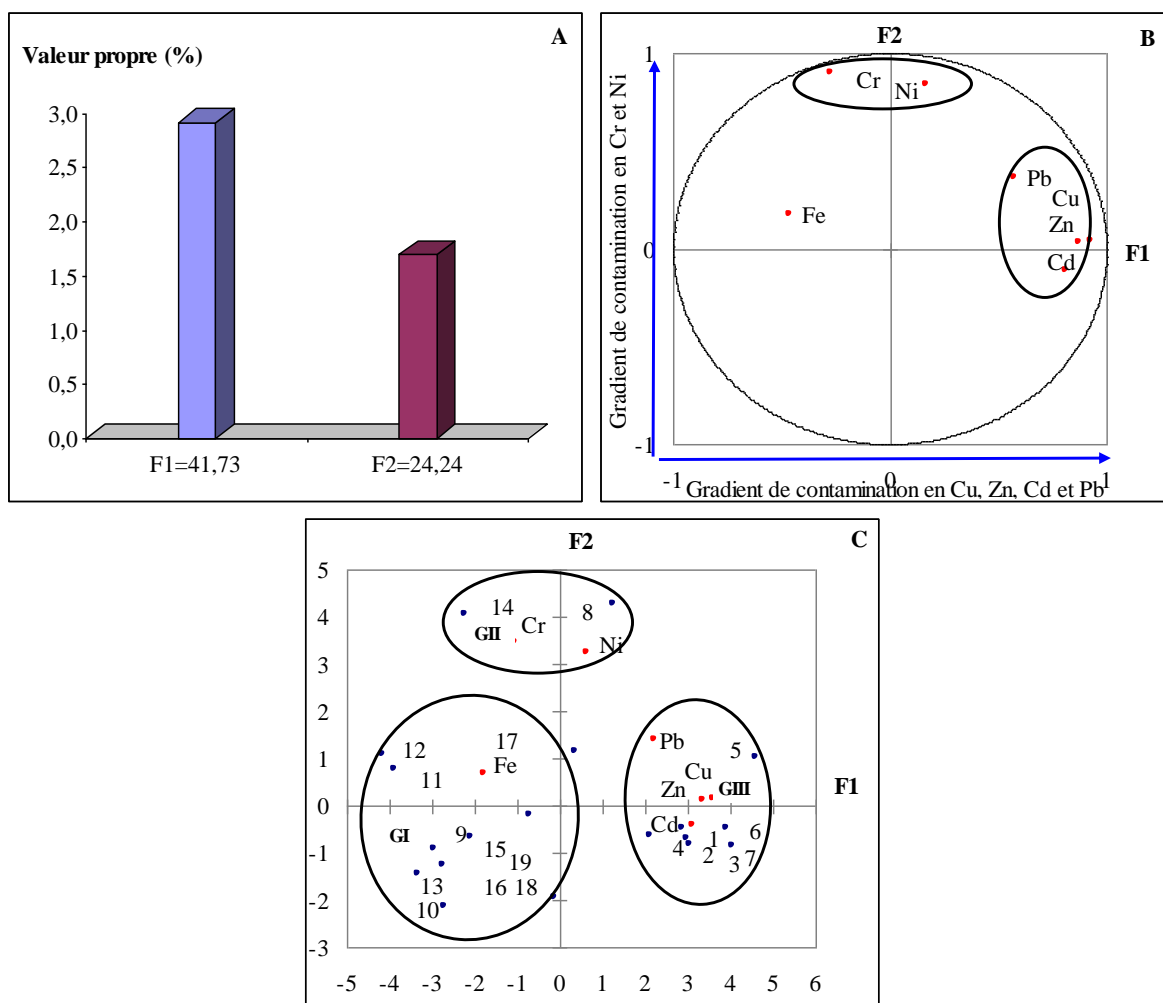 A
Valeur propre (%)
3,0
2,5
2,0
1,5
1,0
0,5
0,0
F1=41,73 F2=24,24
F2
B
1
Cr
Ni
Pb
Cu
Fe
Zn
0
F1
Cd
-1
-1 0 1
Gradient de contamination en Cr et Ni
Gradient de contamination en Cu, Zn, Cd et Pb
F2
C
5
4
14 8
GII Cr
Ni
3
2
17 Pb
12 5
1
Fe Cu
11 Zn GIII
F1
0
GI 9 Cd 1 6
15 4 2 3 7
-1
19
13 16 18
10
-2
-3
-5 -4 -3 -2 -1 0 1 2 3 4 5 6